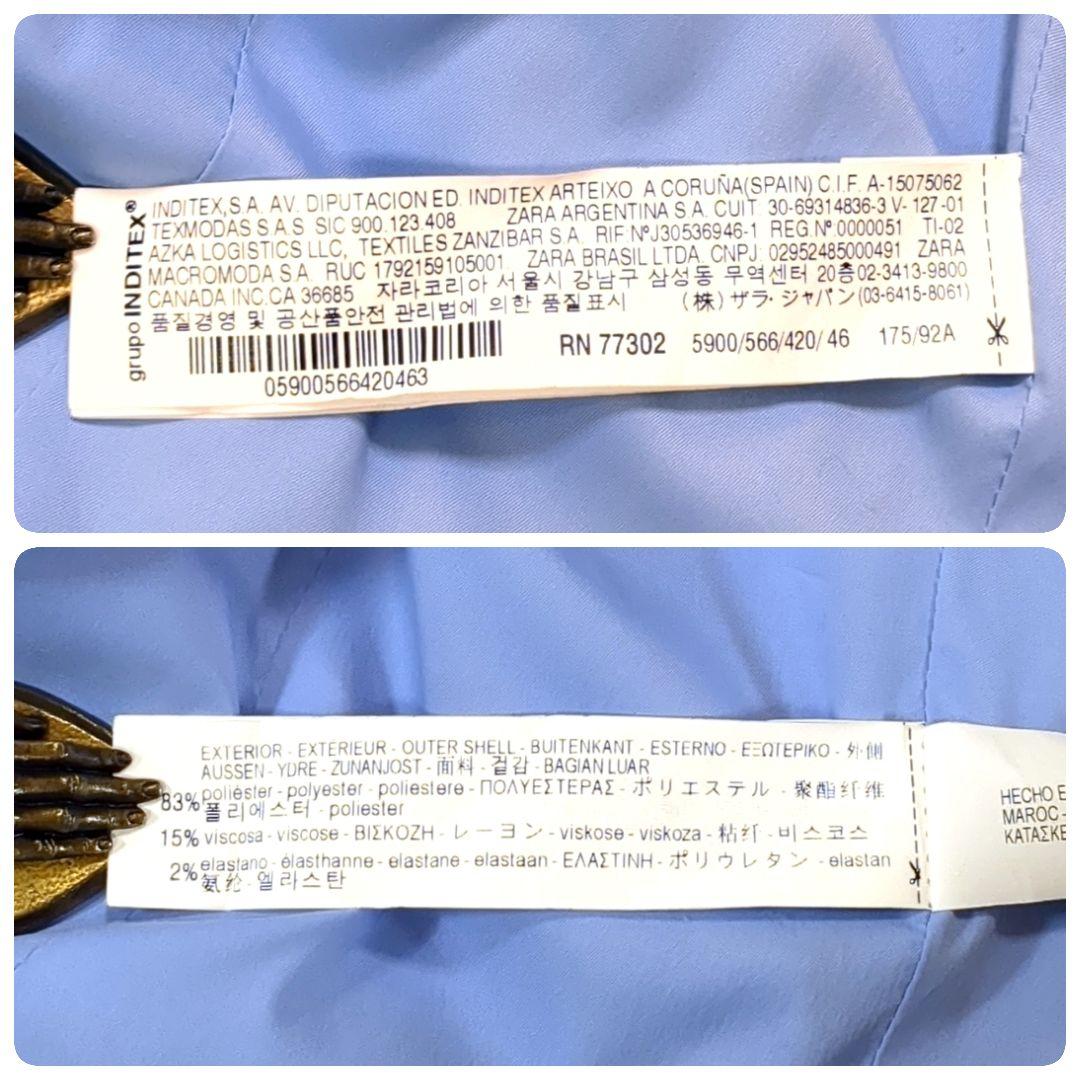 grupo INDITEX®
INDITEX,S.A. AV. DIPUTACION ED. INDITEX ARTEIXO A CORUÑA(SPAIN) C.I.F. A-15075062
TEXMODAS S.A.S SIC 900.123.408 ZARA ARGENTINA S.A. CUIT 30-69314836-3 V- 127-01
AZKA LOGISTICS LLC, TEXTILES ZANZIBAR S.A. RIF.NºJ30536946-1 REG.Nº0000051 TI-02
MACROMODA S.A. RUC 1792159105001 ZARA BRASIL LTDA. CNPJ: 02952485000491 ZARA
CANADA INC.CA 36685 자라코리아 서울시 강남구 삼성동 무역센터 20층 02-3413-9800
품질경영 및 공산품안전 관리법에 의한 품질표시 (株) ザラ・ジャパン (03-6415-8061)
RN 77302 5900/566/420/ 46 175/92A
05900566420463
EXTERIOR - EXTÉRIEUR - OUTER SHELL - BUITENKANT - ESTERNO - ΕΞΩΤΕΡΙΚΟ - 外側
AUSSEN - YDRE - ZUNANJOST - 面料 - 겉감 - BAGIAN LUAR
83% poliéster - polyester - poliestere - ΠΟΛΥΕΣΤΕΡΑΣ - ポリエステル - 聚酯纤维
폴리에스터 - poliester
15% viscosa - viscose - ΒΙΣΚΟΖΗ - レーヨン - viskose - viskoza - 粘纤 - 비스코스
2% elastano - élasthanne - elastane - elastaan - ΕΛΑΣΤΙΝΗ - ポリウレタン - elastan
氨纶 - 엘라스탄
HECHO E
MAROC -
ΚΑΤΑΣΚΕ